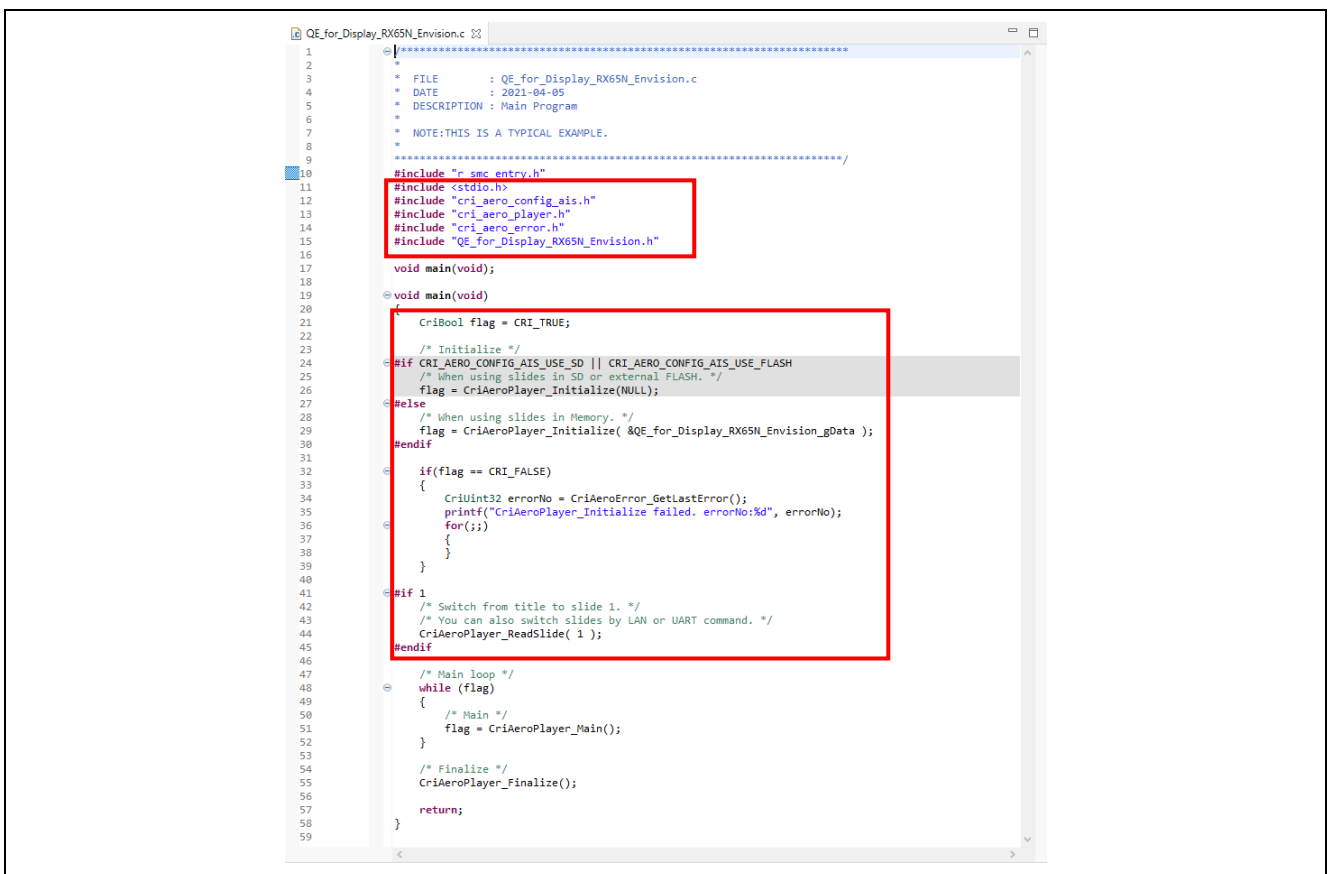 QE_for_Display_RX65N_Envision.c
1 /***********************************************************************
2 *
3 * FILE : QE_for_Display_RX65N_Envision.c
4 * DATE : 2021-04-05
5 * DESCRIPTION : Main Program
6 *
7 * NOTE:THIS IS A TYPICAL EXAMPLE.
8 *
9 ***********************************************************************/
10 #include "r_smc_entry.h"
11 #include <stdio.h>
12 #include "cri_aero_config_ais.h"
13 #include "cri_aero_player.h"
14 #include "cri_aero_error.h"
15 #include "QE_for_Display_RX65N_Envision.h"
16
17 void main(void);
18
19 void main(void)
20 {
21 CriBool flag = CRI_TRUE;
22
23 /* Initialize */
24 #if CRI_AERO_CONFIG_AIS_USE_SD || CRI_AERO_CONFIG_AIS_USE_FLASH
25 /* When using slides in SD or external FLASH. */
26 flag = CriAeroPlayer_Initialize(NULL);
27 #else
28 /* When using slides in Memory. */
29 flag = CriAeroPlayer_Initialize( &QE_for_Display_RX65N_Envision_gData );
30 #endif
31
32 if(flag == CRI_FALSE)
33 {
34 CriUint32 errorNo = CriAeroError_GetLastError();
35 printf("CriAeroPlayer_Initialize failed. errorNo:%d", errorNo);
36 for(;;)
37 {
38 }
39 }
40
41 #if 1
42 /* Switch from title to slide 1. */
43 /* You can also switch slides by LAN or UART command. */
44 CriAeroPlayer_ReadSlide( 1 );
45 #endif
46
47 /* Main loop */
48 while (flag)
49 {
50 /* Main */
51 flag = CriAeroPlayer_Main();
52 }
53
54 /* Finalize */
55 CriAeroPlayer_Finalize();
56
57 return;
58 }
59